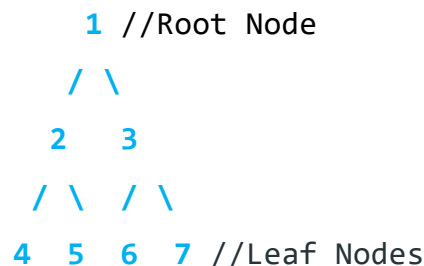 1 //Root Node
/ \
2 3
/ \ / \
4 5 6 7 //Leaf Nodes